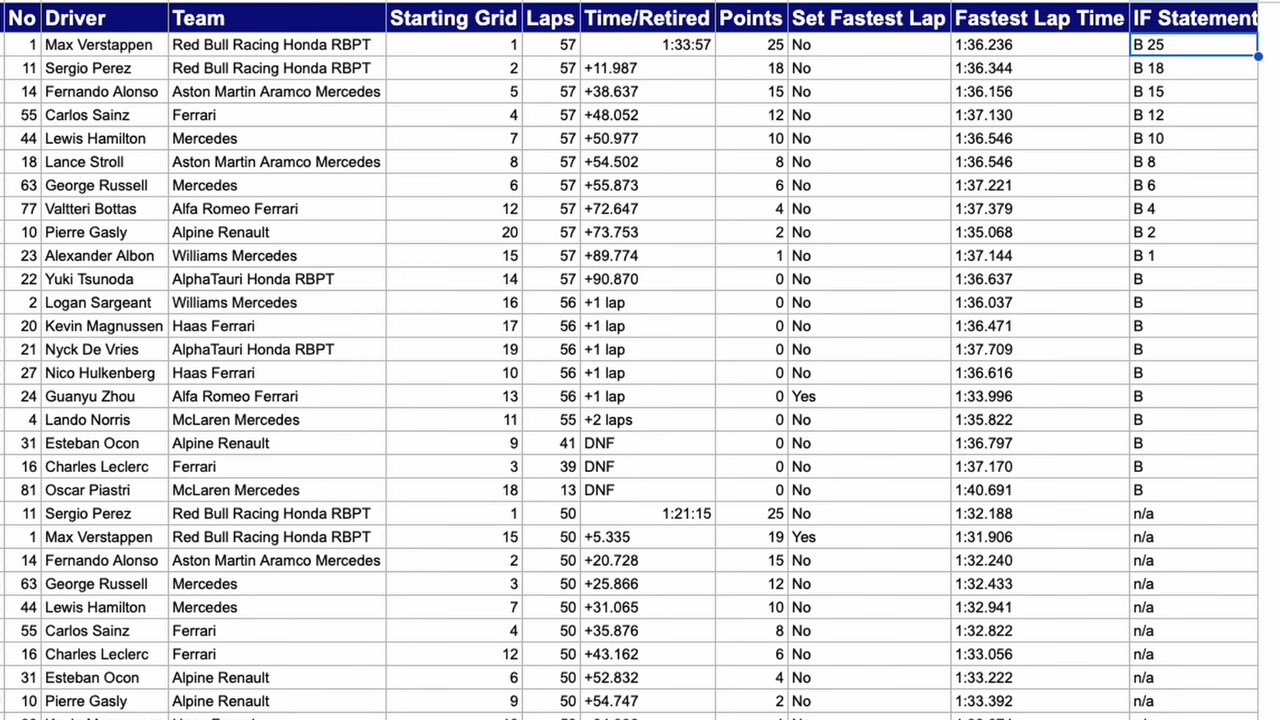 No Driver Team Starting Grid Laps Time/Retired Points Set Fastest Lap Fastest Lap Time IF Statement
1 Max Verstappen Red Bull Racing Honda RBPT 1 57 1:33:57 25 No 1:36.236 B 25
11 Sergio Perez Red Bull Racing Honda RBPT 2 57 +11.987 18 No 1:36.344 B 18
14 Fernando Alonso Aston Martin Aramco Mercedes 5 57 +38.637 15 No 1:36.156 B 15
55 Carlos Sainz Ferrari 4 57 +48.052 12 No 1:37.130 B 12
44 Lewis Hamilton Mercedes 7 57 +50.977 10 No 1:36.546 B 10
18 Lance Stroll Aston Martin Aramco Mercedes 8 57 +54.502 8 No 1:36.546 B 8
63 George Russell Mercedes 6 57 +55.873 6 No 1:37.221 B 6
77 Valtteri Bottas Alfa Romeo Ferrari 12 57 +72.647 4 No 1:37.379 B 4
10 Pierre Gasly Alpine Renault 20 57 +73.753 2 No 1:35.068 B 2
23 Alexander Albon Williams Mercedes 15 57 +89.774 1 No 1:37.144 B 1
22 Yuki Tsunoda AlphaTauri Honda RBPT 14 57 +90.870 0 No 1:36.637 B
2 Logan Sargeant Williams Mercedes 16 56 +1 lap 0 No 1:36.037 B
20 Kevin Magnussen Haas Ferrari 17 56 +1 lap 0 No 1:36.471 B
21 Nyck De Vries AlphaTauri Honda RBPT 19 56 +1 lap 0 No 1:37.709 B
27 Nico Hulkenberg Haas Ferrari 10 56 +1 lap 0 No 1:36.616 B
24 Guanyu Zhou Alfa Romeo Ferrari 13 56 +1 lap 0 Yes 1:33.996 B
4 Lando Norris McLaren Mercedes 11 55 +2 laps 0 No 1:35.822 B
31 Esteban Ocon Alpine Renault 9 41 DNF 0 No 1:36.797 B
16 Charles Leclerc Ferrari 3 39 DNF 0 No 1:37.170 B
81 Oscar Piastri McLaren Mercedes 18 13 DNF 0 No 1:40.691 B
11 Sergio Perez Red Bull Racing Honda RBPT 1 50 1:21:15 25 No 1:32.188 n/a
1 Max Verstappen Red Bull Racing Honda RBPT 15 50 +5.335 19 Yes 1:31.906 n/a
14 Fernando Alonso Aston Martin Aramco Mercedes 2 50 +20.728 15 No 1:32.240 n/a
63 George Russell Mercedes 3 50 +25.866 12 No 1:32.433 n/a
44 Lewis Hamilton Mercedes 7 50 +31.065 10 No 1:32.941 n/a
55 Carlos Sainz Ferrari 4 50 +35.876 8 No 1:32.822 n/a
16 Charles Leclerc Ferrari 12 50 +43.162 6 No 1:33.056 n/a
31 Esteban Ocon Alpine Renault 6 50 +52.832 4 No 1:33.222 n/a
10 Pierre Gasly Alpine Renault 9 50 +54.747 2 No 1:33.392 n/a